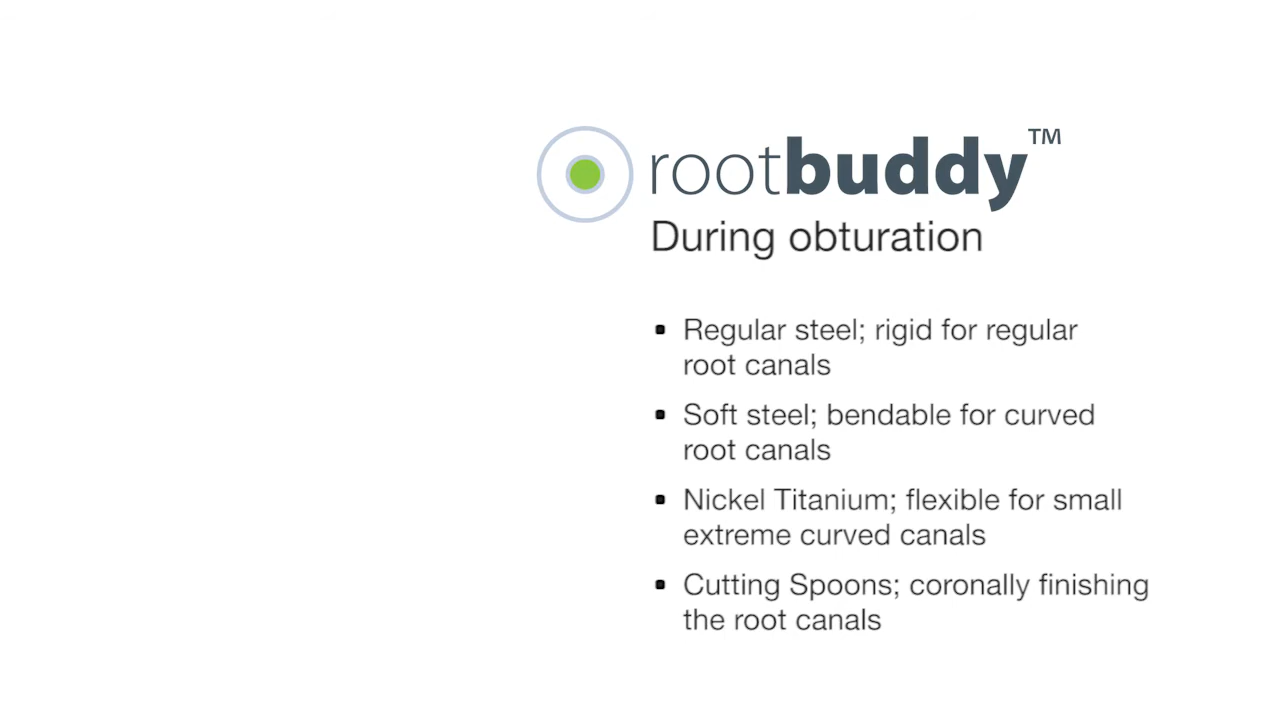 rootbuddy™
During obturation
▪ Regular steel; rigid for regular
root canals
▪ Soft steel; bendable for curved
root canals
▪ Nickel Titanium; flexible for small
extreme curved canals
▪ Cutting Spoons; coronally finishing
the root canals